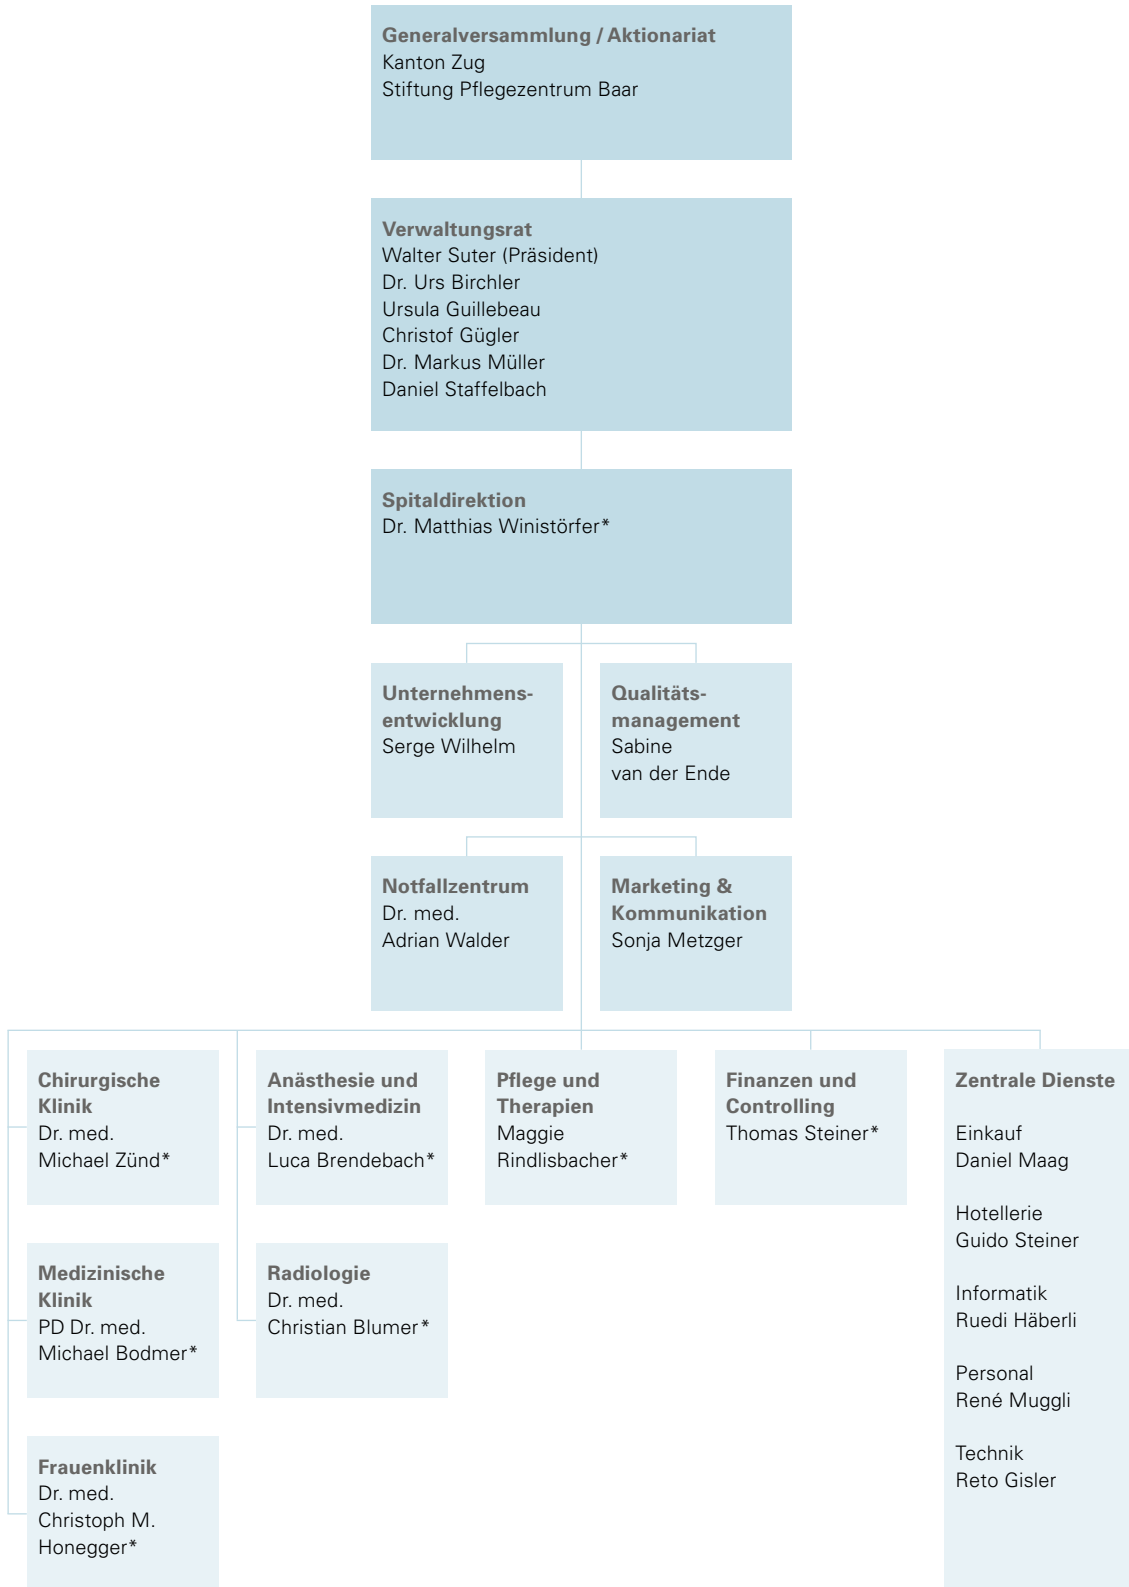 Generalversammlung / Aktionariat
Kanton Zug
Stiftung Pflegezentrum Baar
Verwaltungsrat
Walter Suter (Präsident)
Dr. Urs Birchler
Ursula Guillebeau
Christof Gügler
Dr. Markus Müller
Daniel Staffelbach
Spitaldirektion
Dr. Matthias Winistörfer*
Unternehmens-
entwicklung
Serge Wilhelm
Qualitäts-
management
Sabine
van der Ende
Notfallzentrum
Dr. med.
Adrian Walder
Marketing &
Kommunikation
Sonja Metzger
Chirurgische
Klinik
Dr. med.
Michael Zünd*
Medizinische
Klinik
PD Dr. med.
Michael Bodmer*
Frauenklinik
Dr. med.
Christoph M.
Honegger*
Anästhesie und
Intensivmedizin
Dr. med.
Luca Brendebach*
Radiologie
Dr. med.
Christian Blumer*
Pflege und
Therapien
Maggie
Rindlisbacher*
Finanzen und
Controlling
Thomas Steiner*
Zentrale Dienste
Einkauf
Daniel Maag
Hotellerie
Guido Steiner
Informatik
Ruedi Häberli
Personal
René Muggli
Technik
Reto Gisler